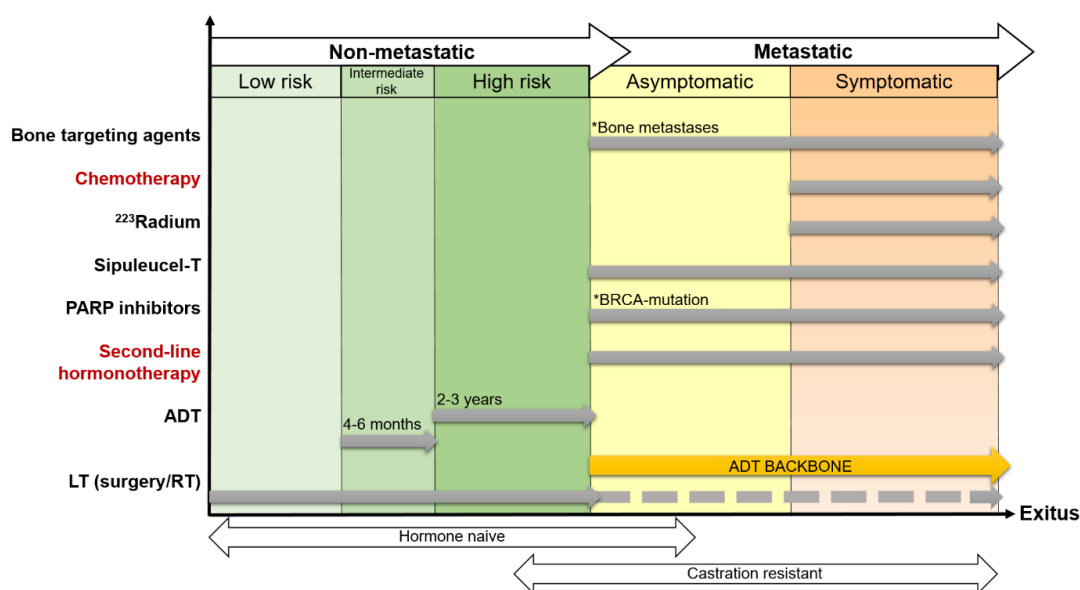 Non-metastatic
Metastatic
Low risk
Intermediate
risk
High risk
Asymptomatic
Symptomatic
Bone targeting agents
*Bone metastases
Chemotherapy
²²³Radium
Sipuleucel-T
PARP inhibitors
*BRCA-mutation
Second-line
hormonotherapy
ADT
4-6 months
2-3 years
ADT BACKBONE
LT (surgery/RT)
Exitus
Hormone naive
Castration resistant